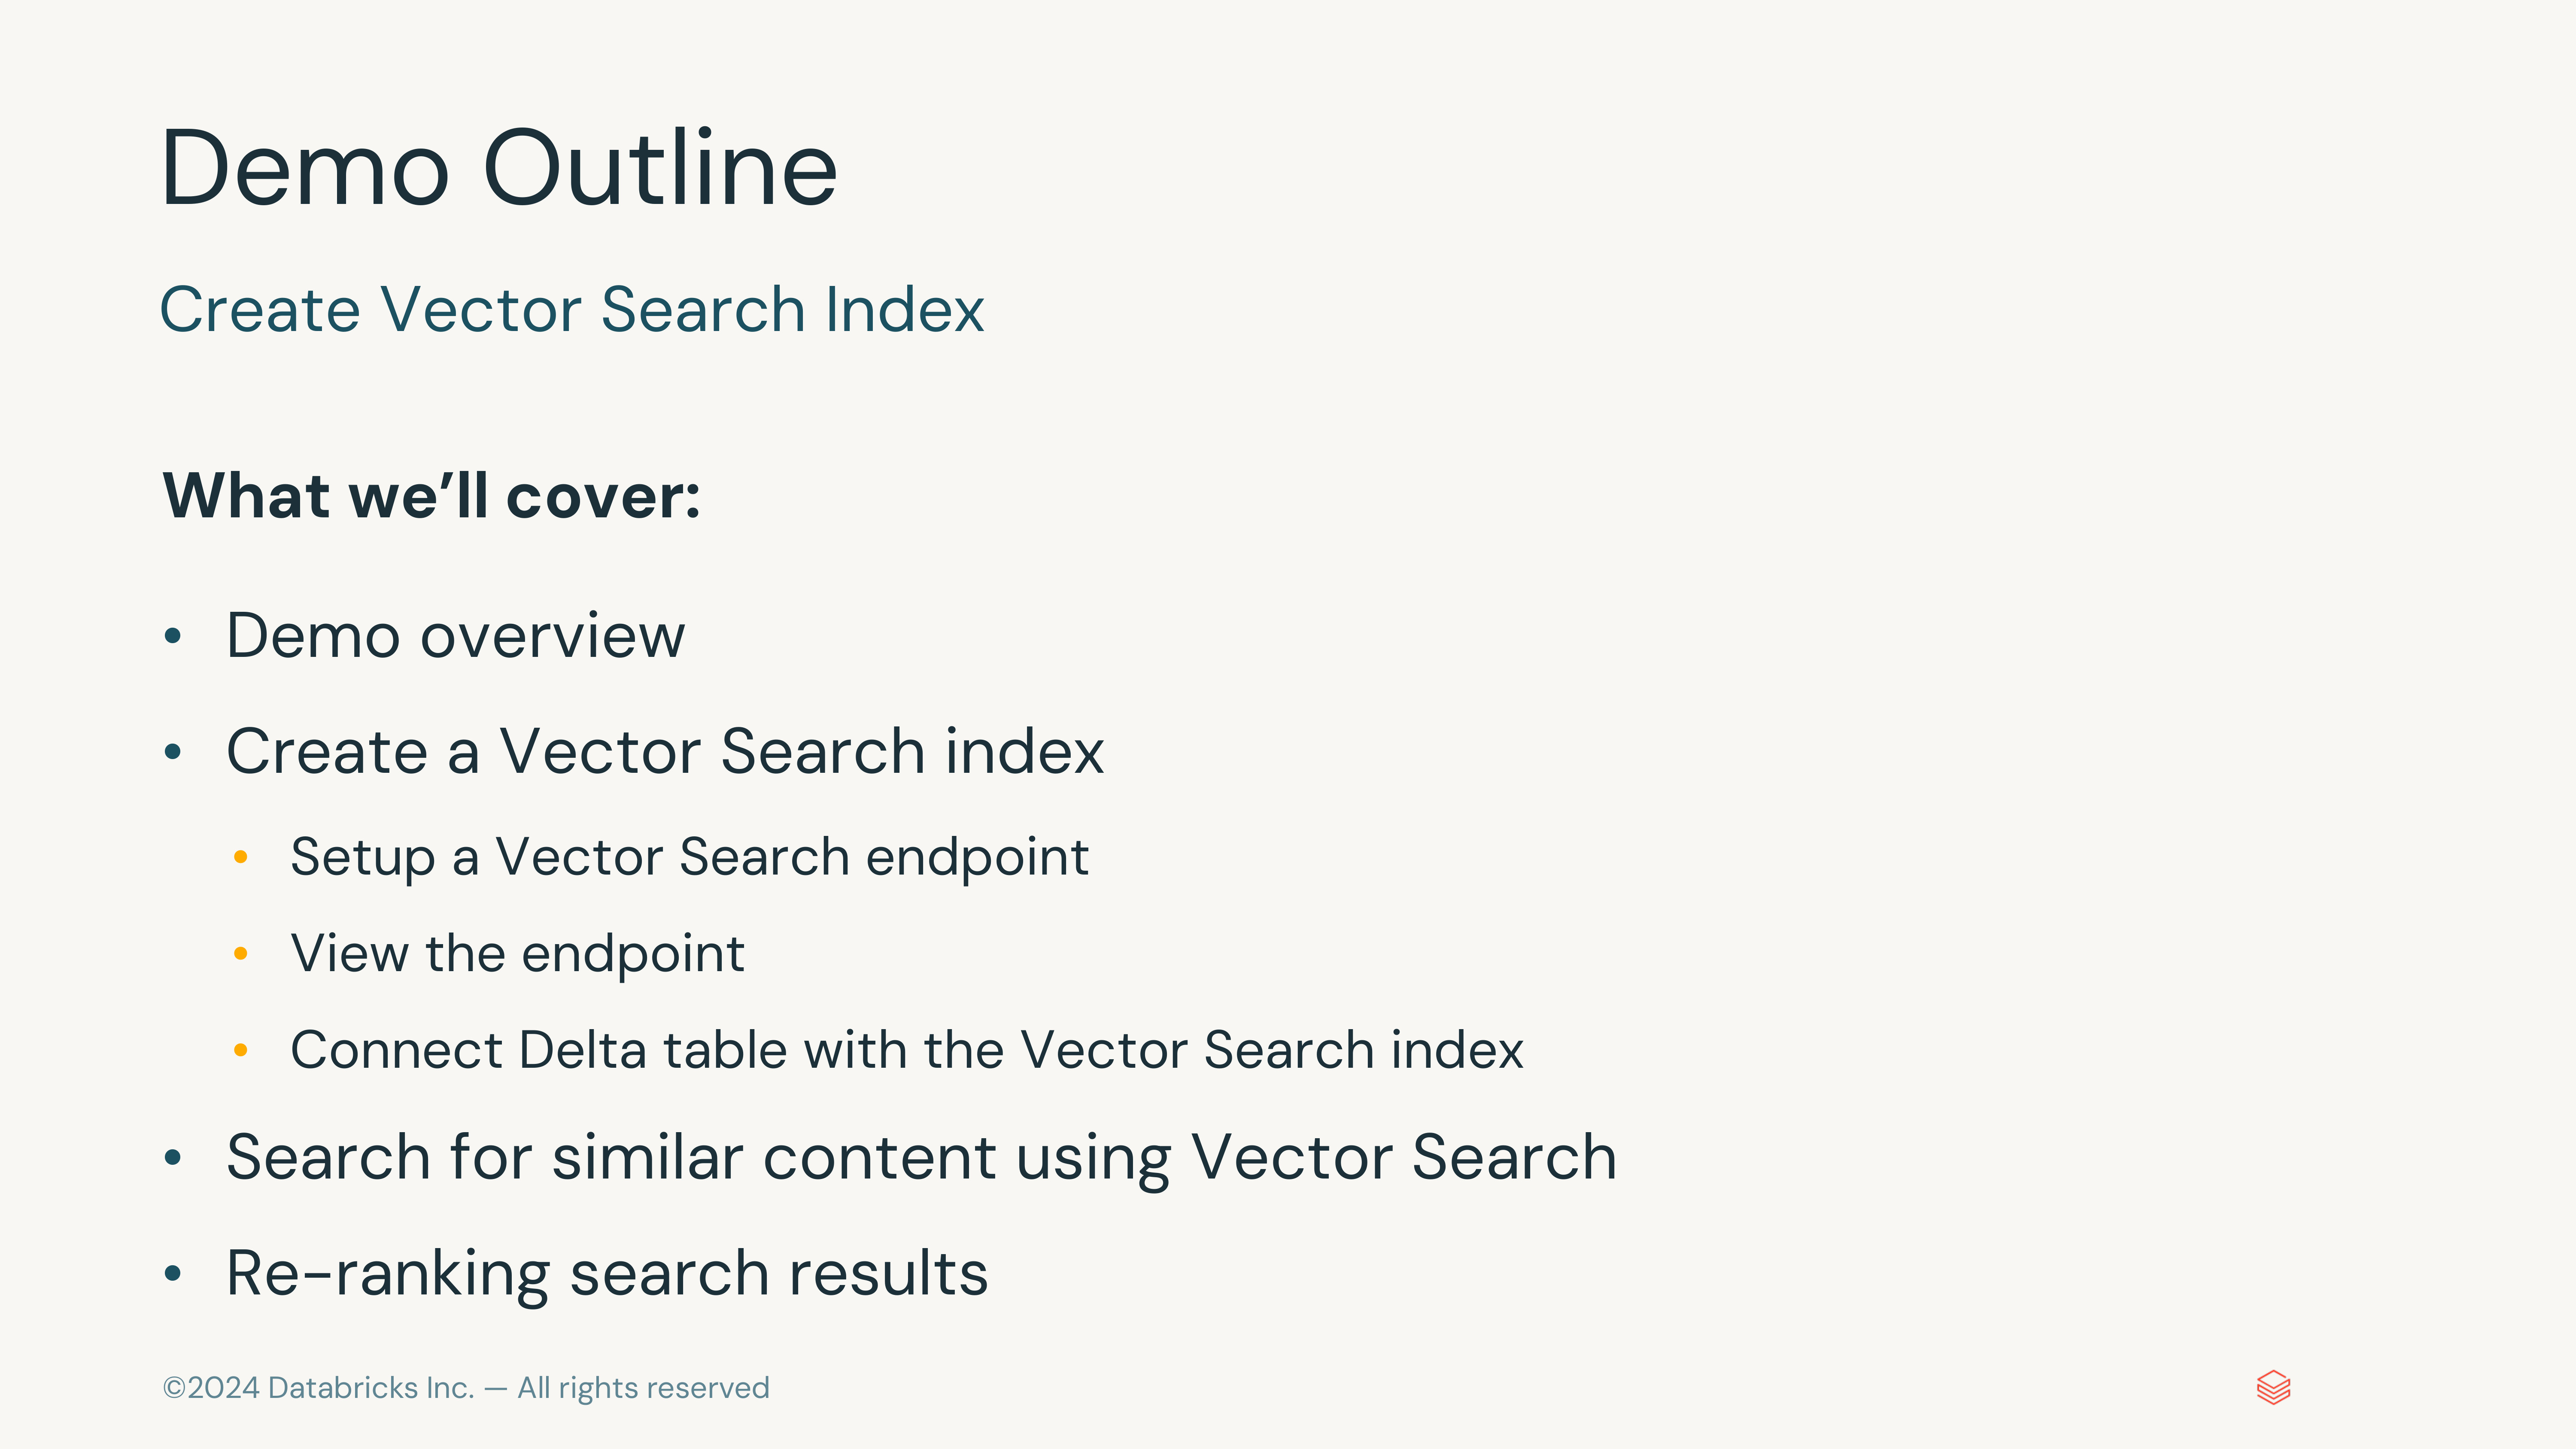 Demo Outline
Create Vector Search Index
What we’ll cover:
• Demo overview
• Create a Vector Search index
• Setup a Vector Search endpoint
• View the endpoint
• Connect Delta table with the Vector Search index
• Search for similar content using Vector Search
• Re-ranking search results
©2024 Databricks Inc. — All rights reserved